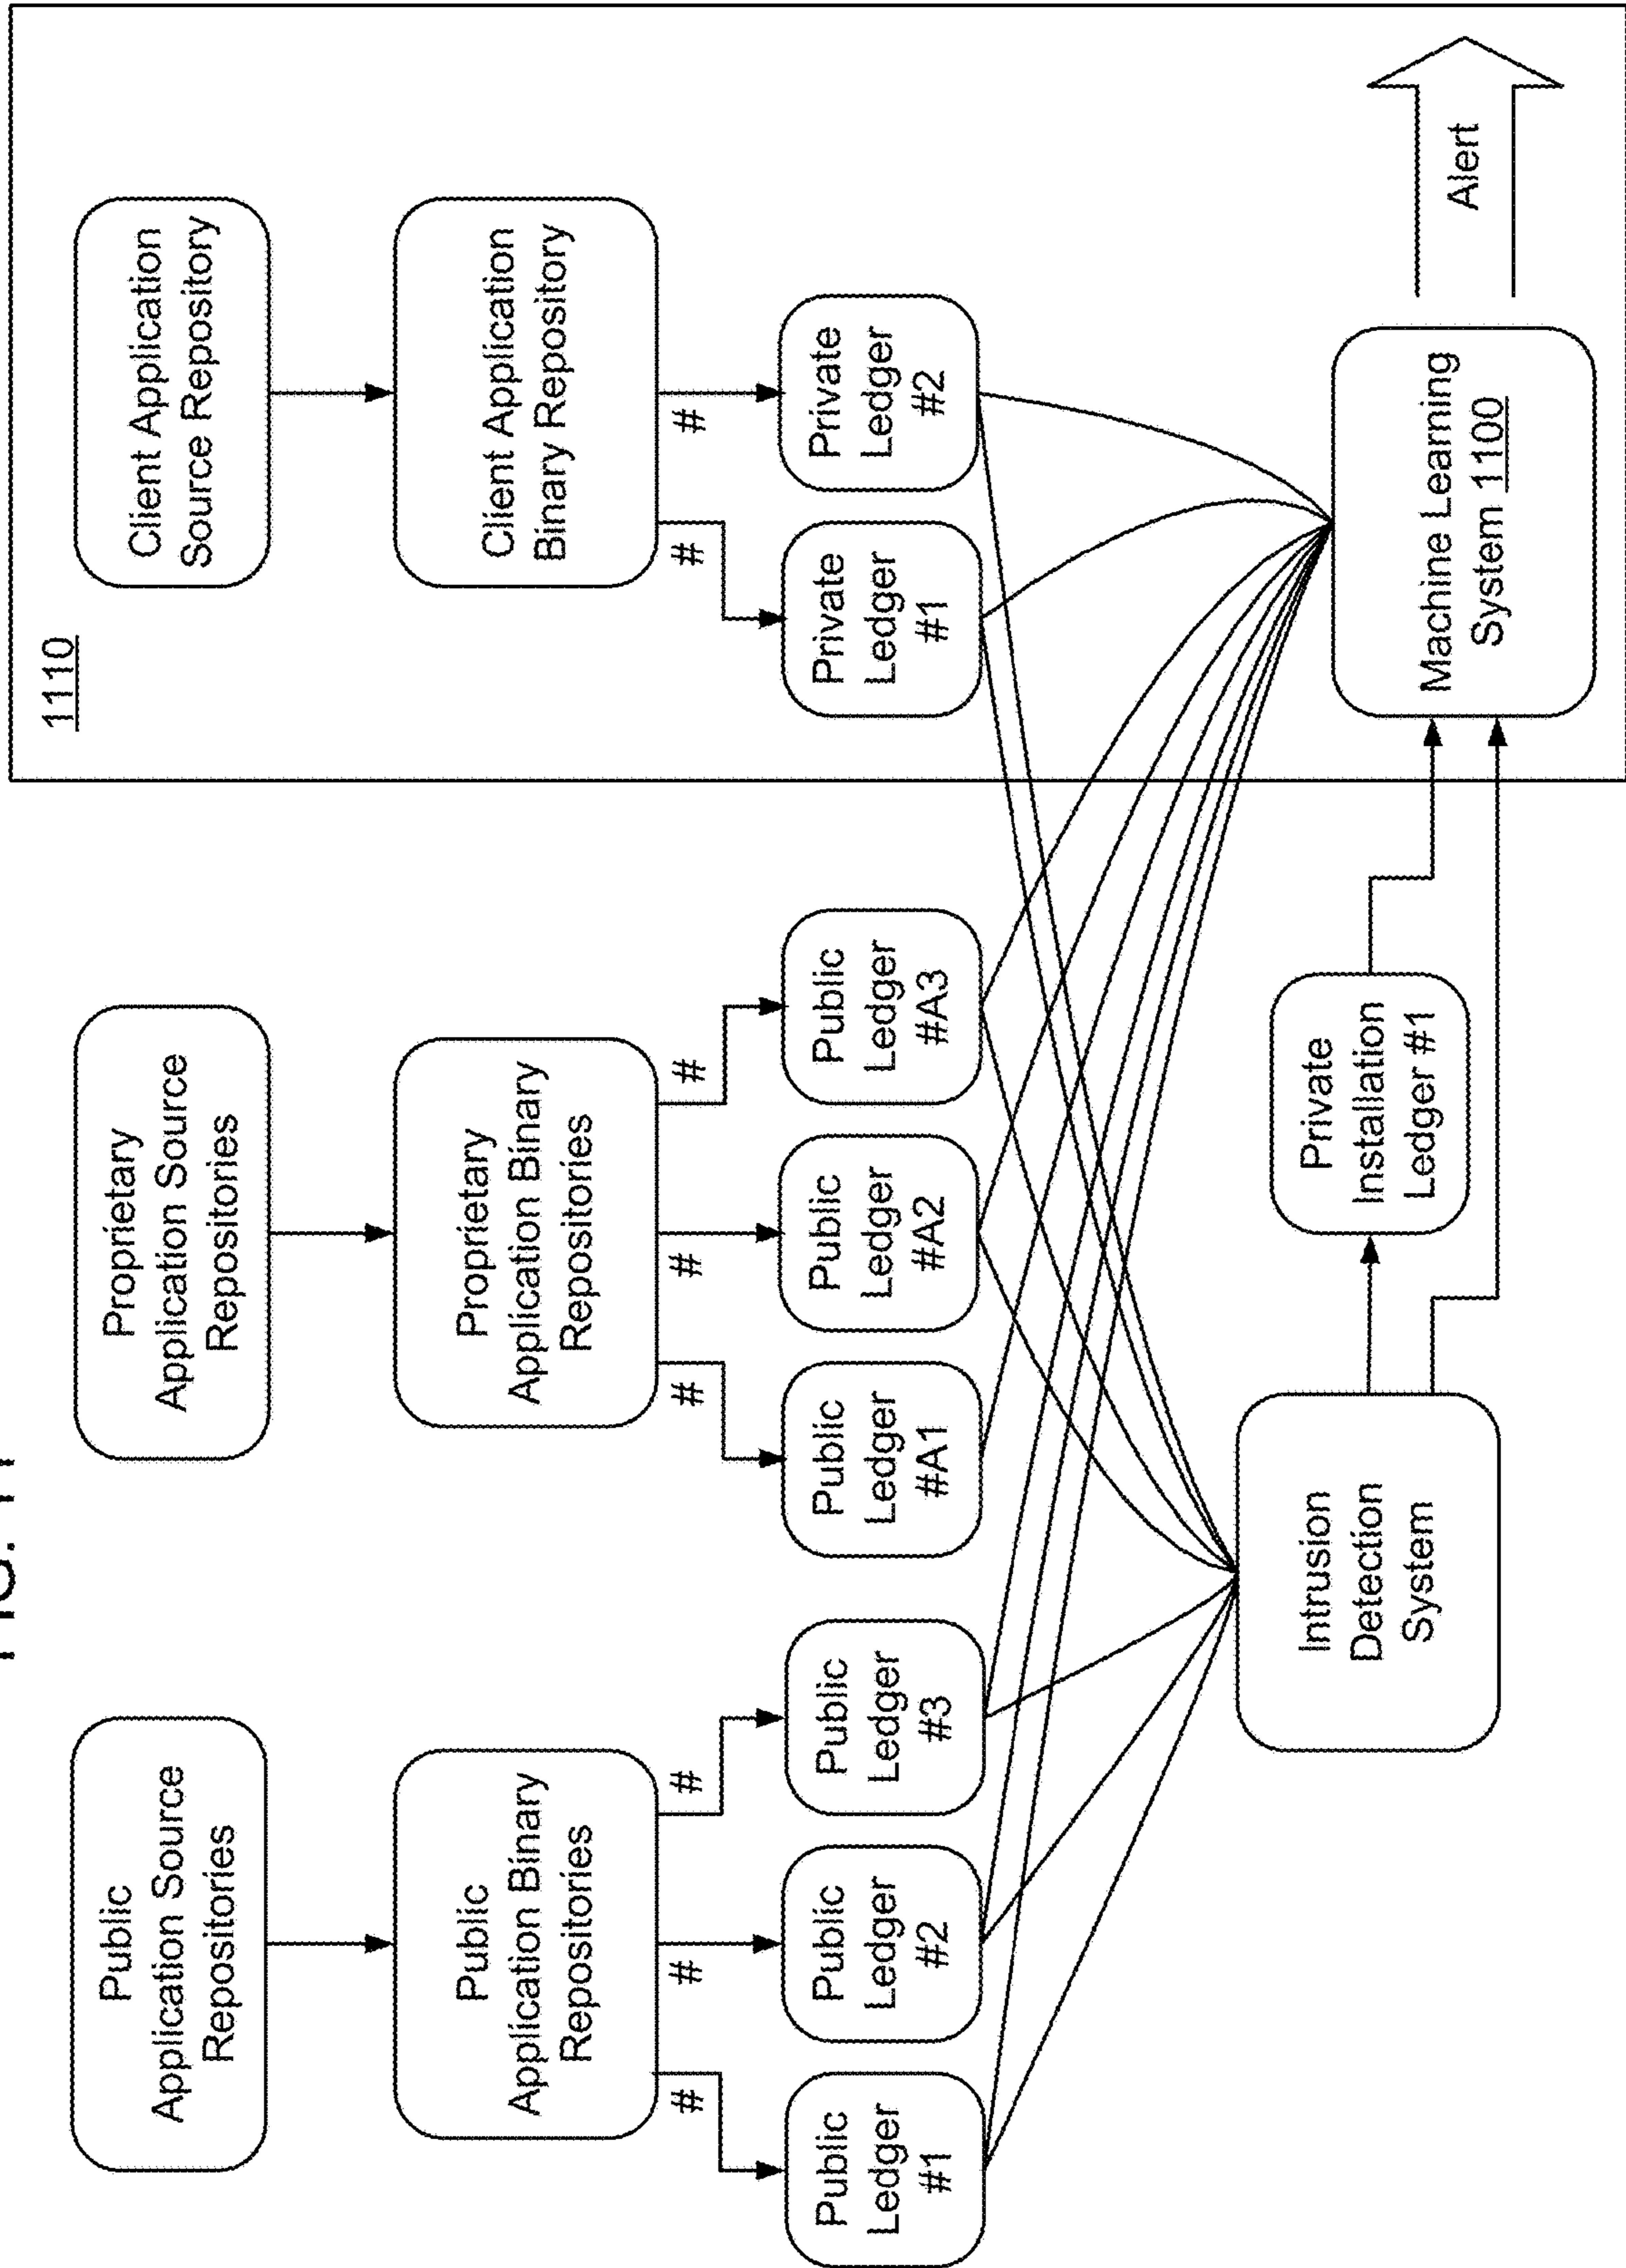 FIG. 11
1110
Public
Application Source
Repositories
Proprietary
Application Source
Repositories
Client Application
Source Repository
Public
Application Binary
Repositories
Proprietary
Application Binary
Repositories
Client Application
Binary Repository
#
#
#
#
#
#
#
#
Public
Ledger
#1
Public
Ledger
#2
Public
Ledger
#3
Public
Ledger
#A1
Public
Ledger
#A2
Public
Ledger
#A3
Private
Ledger
#1
Private
Ledger
#2
Intrusion
Detection
System
Private
Installation
Ledger #1
Machine Learning
System 1100
Alert